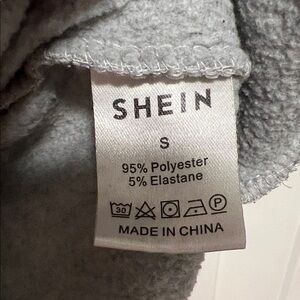 SHEIN
S
95% Polyester
5% Elastane
30 P
MADE IN CHINA